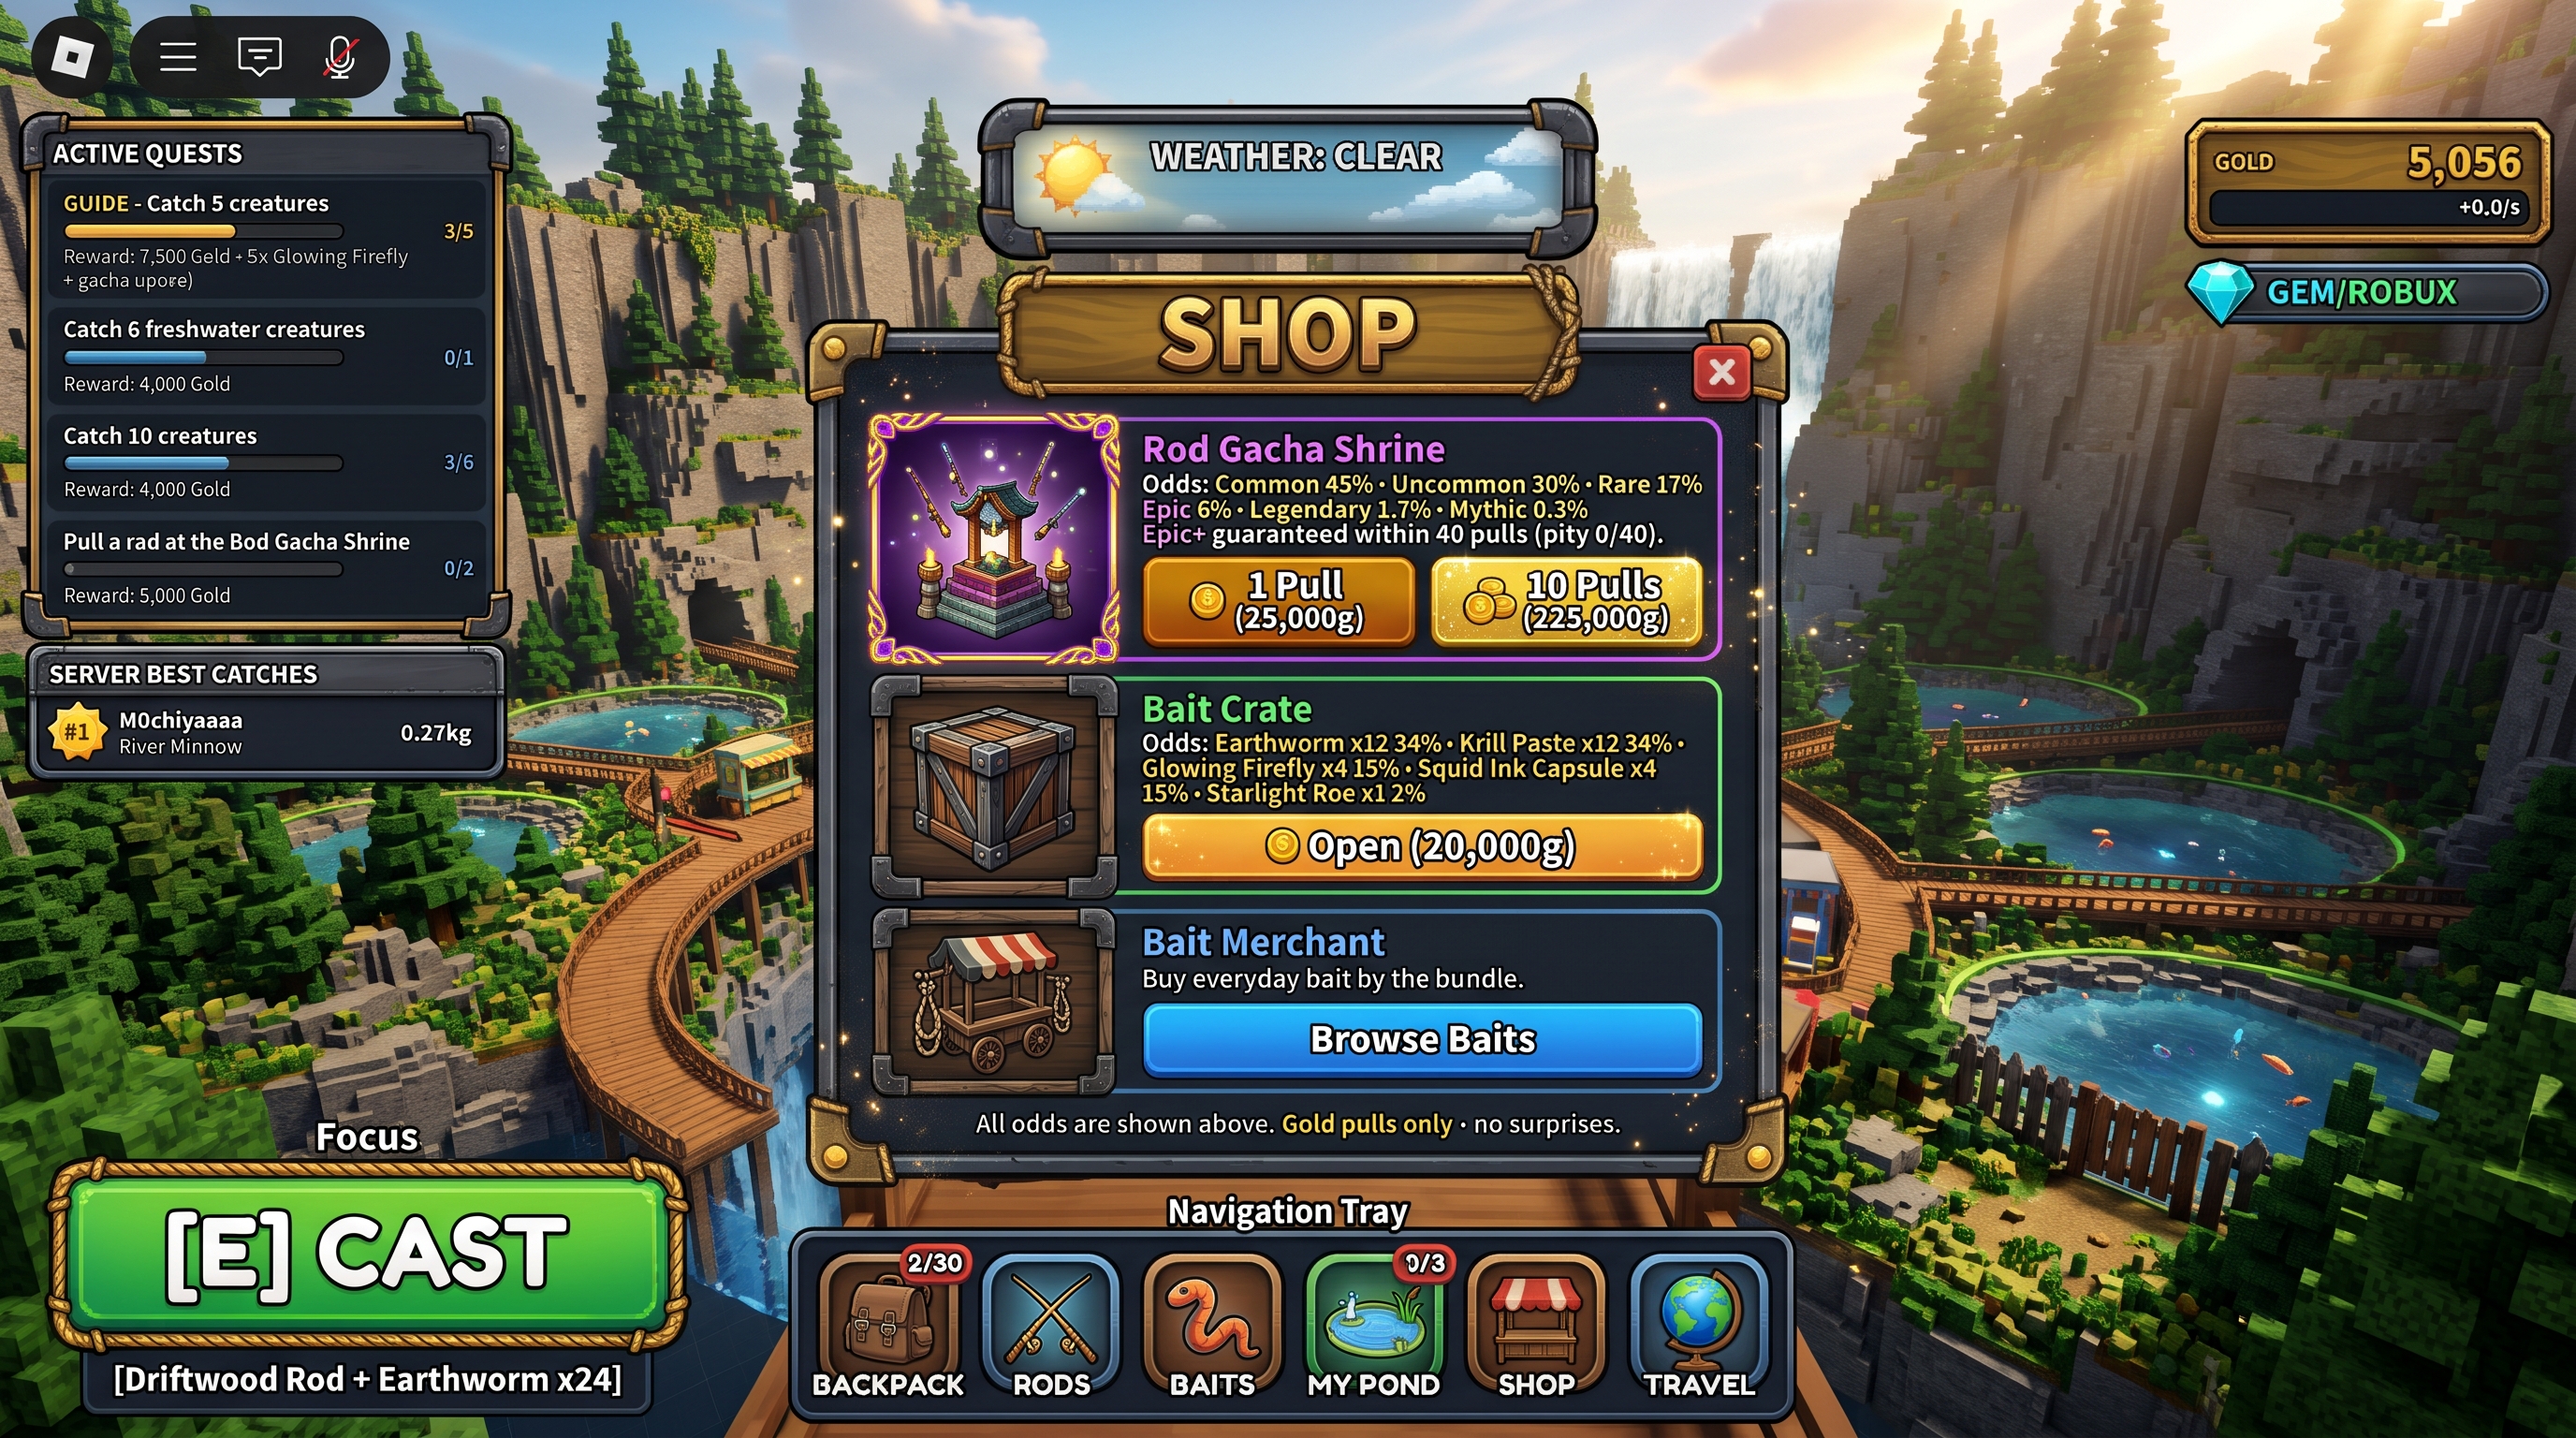 ACTIVE QUESTS
GUIDE - Catch 5 creatures
3/5
Reward: 7,500 Geld + 5x Glowing Firefly
+ gacha upore)
Catch 6 freshwater creatures
0/1
Reward: 4,000 Gold
Catch 10 creatures
3/6
Reward: 4,000 Gold
Pull a rad at the Bod Gacha Shrine
0/2
Reward: 5,000 Gold
SERVER BEST CATCHES
#1
M0chiyaaaa
River Minnow
0.27kg
WEATHER: CLEAR
GOLD
5,056
+0.0/s
GEM/ROBUX
SHOP
Rod Gacha Shrine
Odds: Common 45% • Uncommon 30% • Rare 17%
Epic 6% • Legendary 1.7% • Mythic 0.3%
Epic+ guaranteed within 40 pulls (pity 0/40).
1 Pull
(25,000g)
10 Pulls
(225,000g)
Bait Crate
Odds: Earthworm x12 34% • Krill Paste x12 34% •
Glowing Firefly x4 15% • Squid Ink Capsule x4
15% • Starlight Roe x1 2%
Open (20,000g)
Bait Merchant
Buy everyday bait by the bundle.
Browse Baits
All odds are shown above. Gold pulls only • no surprises.
Focus
[E] CAST
[Driftwood Rod + Earthworm x24]
Navigation Tray
2/30
BACKPACK
RODS
BAITS
0/3
MY POND
SHOP
TRAVEL